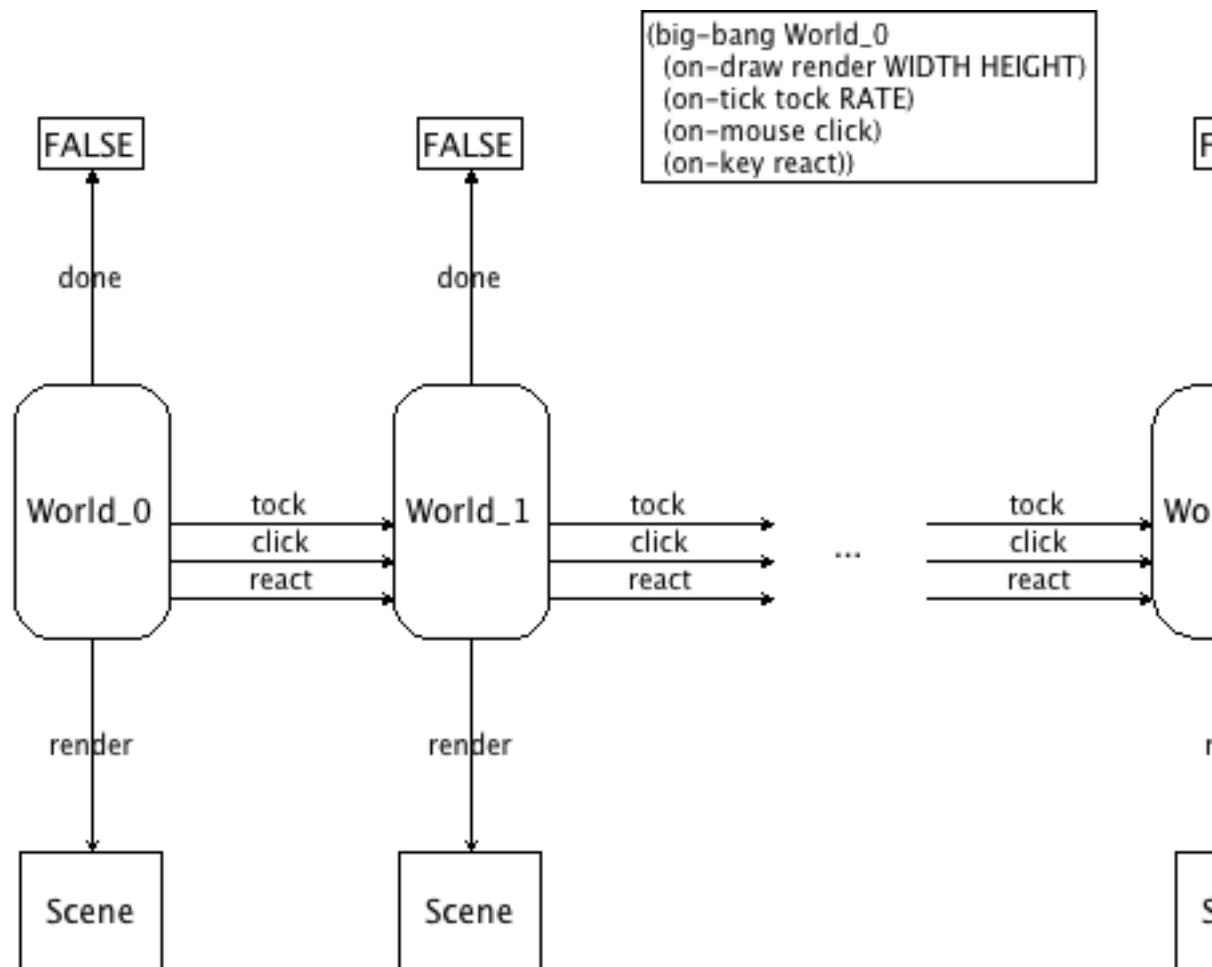 (big-bang World_0
(on-draw render WIDTH HEIGHT)
(on-tick tock RATE)
(on-mouse click)
(on-key react))
FALSE
FALSE
done
done
World_0
tock
click
react
World_1
tock
click
react
...
tock
click
react
render
render
Scene
Scene